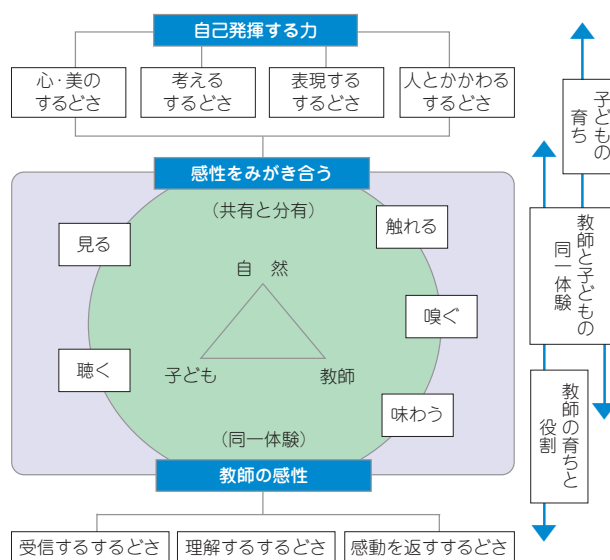 自己発揮する力
心・美の
するどさ
考える
するどさ
表現する
するどさ
人とかかわる
するどさ
感性をみがき合う
（共有と分有）
見る
触れる
自　然
嗅ぐ
聴く
子ども
教師
味わう
（同一体験）
教師の感性
受信するするどさ
理解するするどさ
感動を返すするどさ
子どもの
育ち
教師と子どもの
同一体験
教師の育ちと
役割